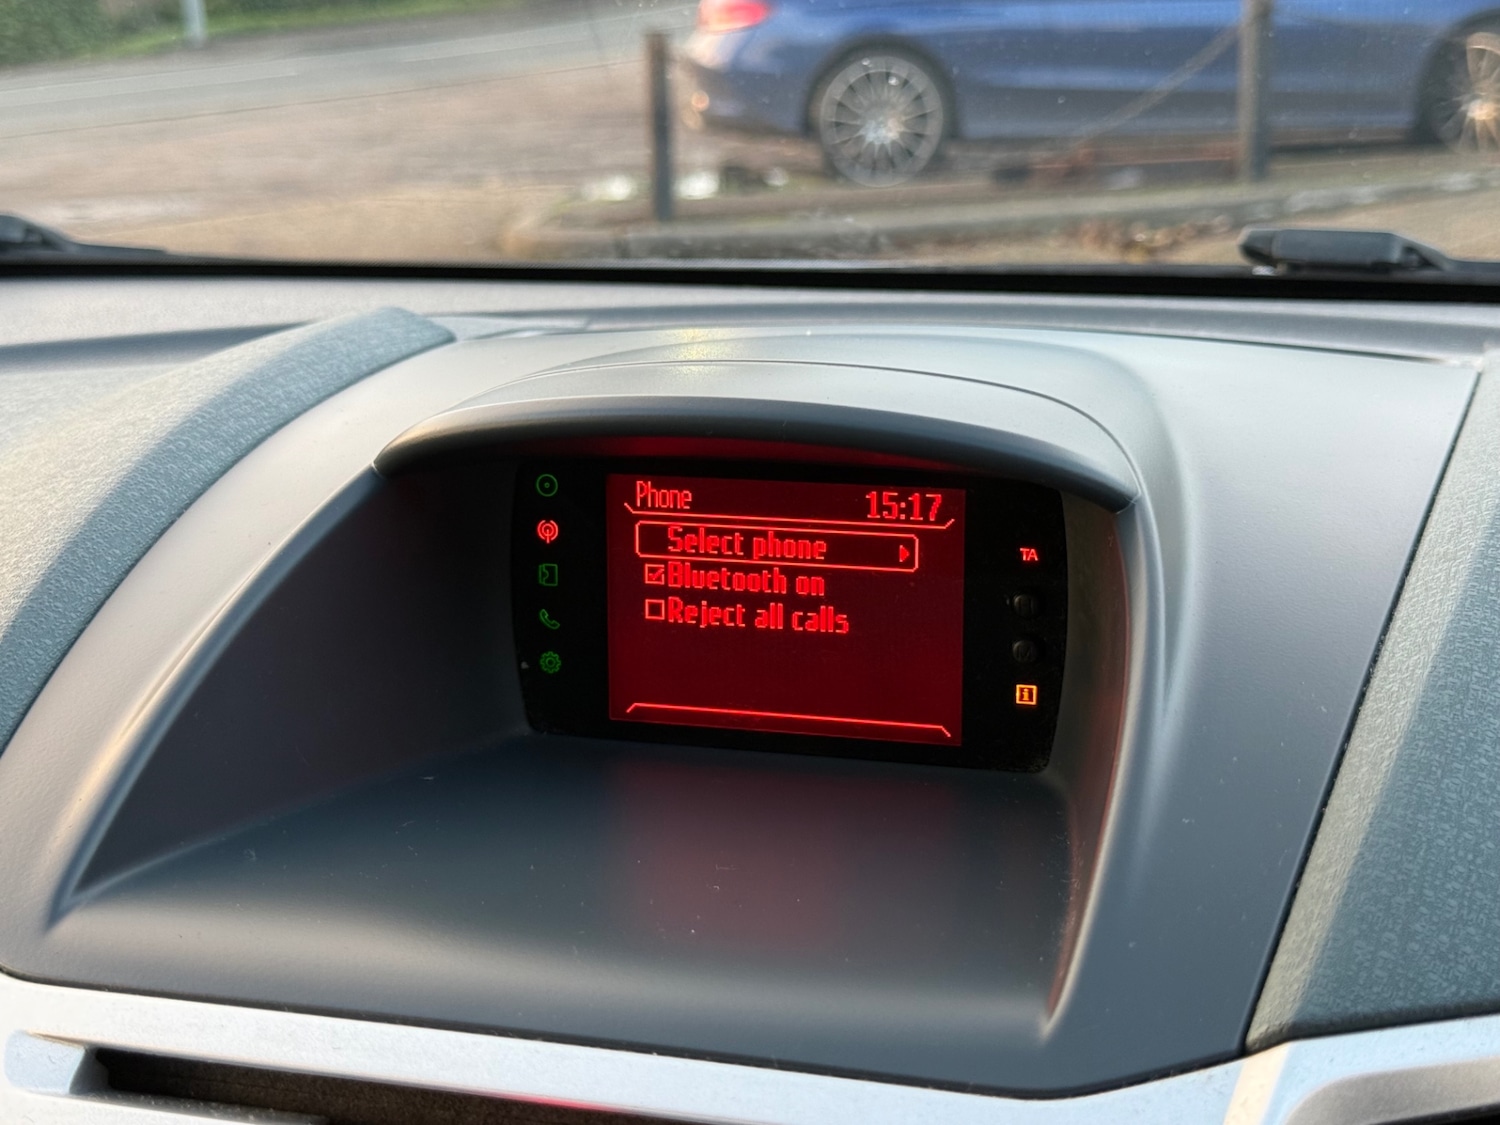 Phone 15:17
Select phone
Bluetooth on
Reject all calls
TA
i